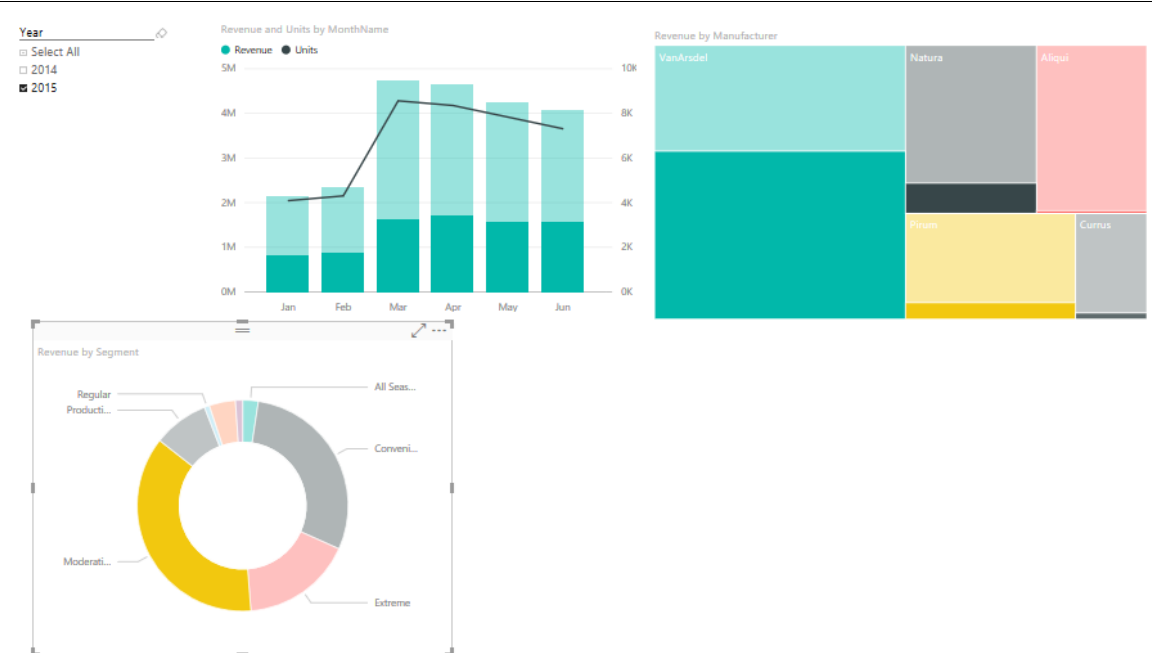 Year
Select All
2014
2015
Revenue and Units by MonthName
Revenue Units
5M
4M
3M
2M
1M
0M
10K
8K
6K
4K
2K
0K
Jan Feb Mar Apr May Jun
Revenue by Manufacturer
VanArsdel
Natura
Aliqui
Pirum
Currus
Revenue by Segment
Regular
Producti...
Moderati...
All Seas...
Conveni...
Extreme